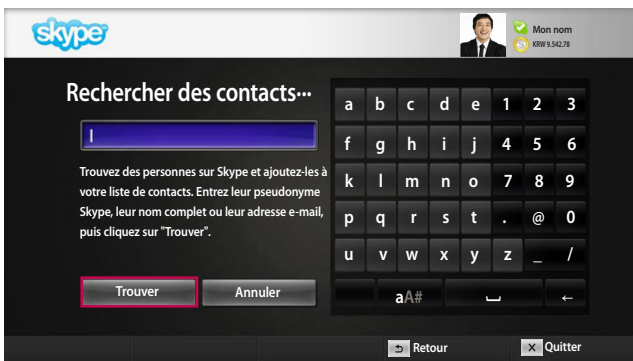 skype
Mon nom
KRW 9.542.78
Rechercher des contacts...
Trouvez des personnes sur Skype et ajoutez-les à
votre liste de contacts. Entrez leur pseudonyme
Skype, leur nom complet ou leur adresse e-mail,
puis cliquez sur "Trouver".
Trouver Annuler
a b c d e 1 2 3
f g h i j 4 5 6
k l m n o 7 8 9
p q r s t . @ 0
u v w x y z _ /
aA# ⎵ ←
Retour Quitter